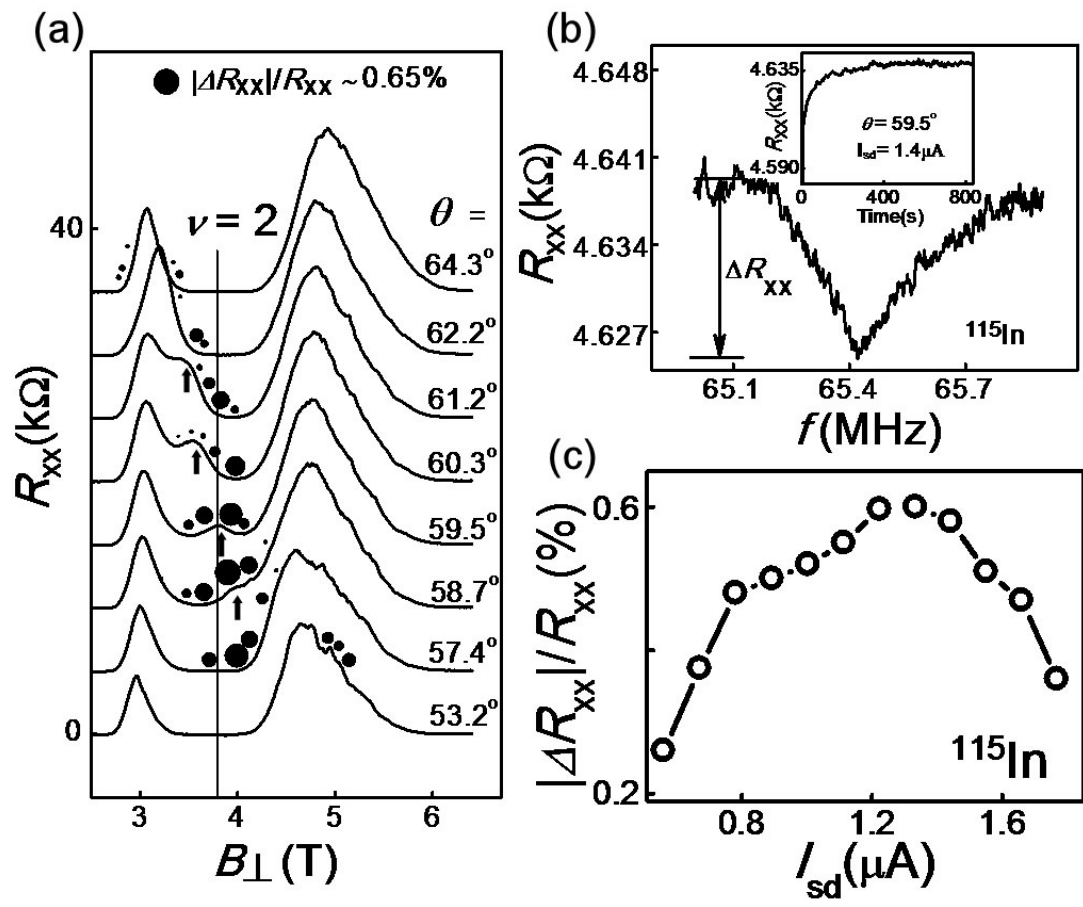 (a)
|ΔRxx|/Rxx ~0.65%
40
0
Rxx(kΩ)
ν = 2
θ =
64.3°
62.2°
61.2°
60.3°
59.5°
58.7°
57.4°
53.2°
3 4 5 6
B⊥(T)
(b)
4.648
4.641
4.634
4.627
Rxx(kΩ)
4.635
4.590
Rxx(kΩ)
θ = 59.5°
Isd= 1.4μA
0 400 800
Time(s)
ΔRxx
¹¹⁵In
65.1 65.4 65.7
f(MHz)
(c)
0.6
0.2
|ΔRxx|/Rxx(%)
¹¹⁵In
0.8 1.2 1.6
Isd(μA)